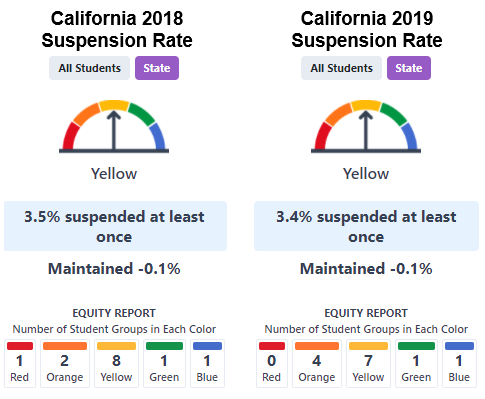 California 2018
Suspension Rate
All Students
State
Yellow
3.5% suspended at least
once
Maintained -0.1%
EQUITY REPORT
Number of Student Groups in Each Color
1
2
8
1
1
Red
Orange
Yellow
Green
Blue
California 2019
Suspension Rate
All Students
State
Yellow
3.4% suspended at least
once
Maintained -0.1%
EQUITY REPORT
Number of Student Groups in Each Color
0
4
7
1
1
Red
Orange
Yellow
Green
Blue